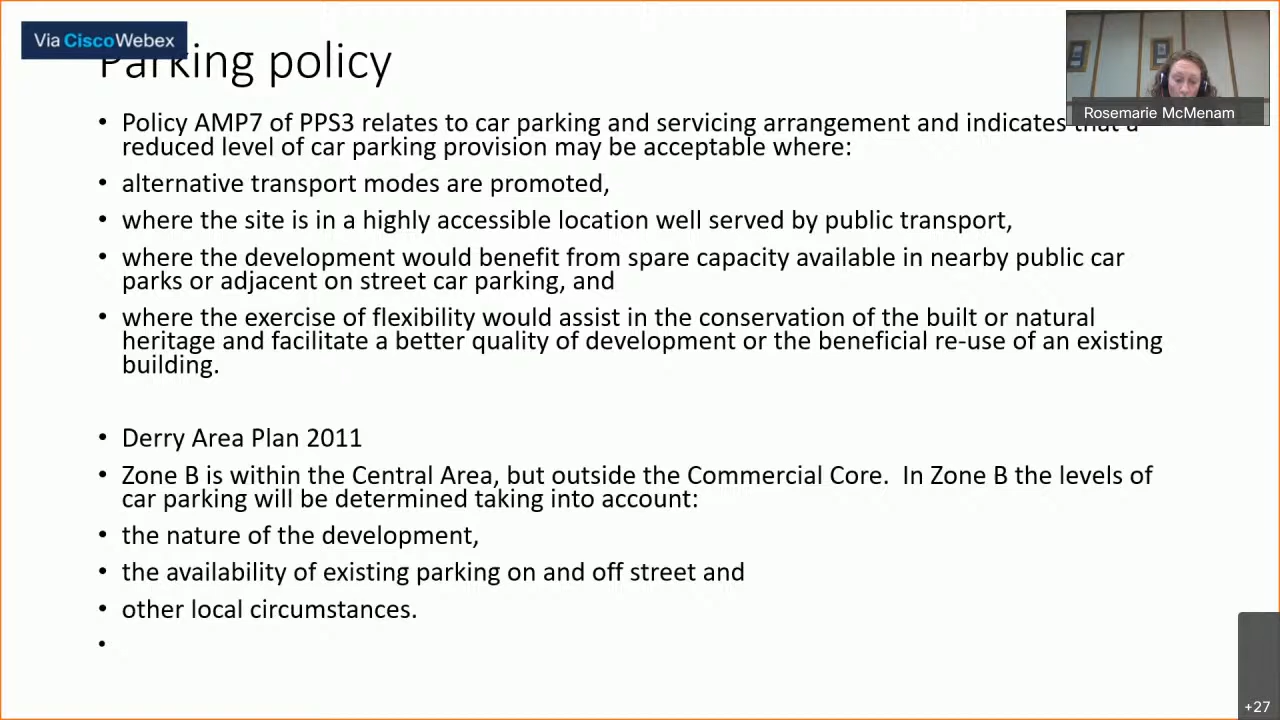 Via Cisco Webex
Parking policy
Rosemarie McMenam
• Policy AMP7 of PPS3 relates to car parking and servicing arrangement and indicates that a
reduced level of car parking provision may be acceptable where:
• alternative transport modes are promoted,
• where the site is in a highly accessible location well served by public transport,
• where the development would benefit from spare capacity available in nearby public car
parks or adjacent on street car parking, and
• where the exercise of flexibility would assist in the conservation of the built or natural
heritage and facilitate a better quality of development or the beneficial re-use of an existing
building.
• Derry Area Plan 2011
• Zone B is within the Central Area, but outside the Commercial Core. In Zone B the levels of
car parking will be determined taking into account:
• the nature of the development,
• the availability of existing parking on and off street and
• other local circumstances.
•
+27